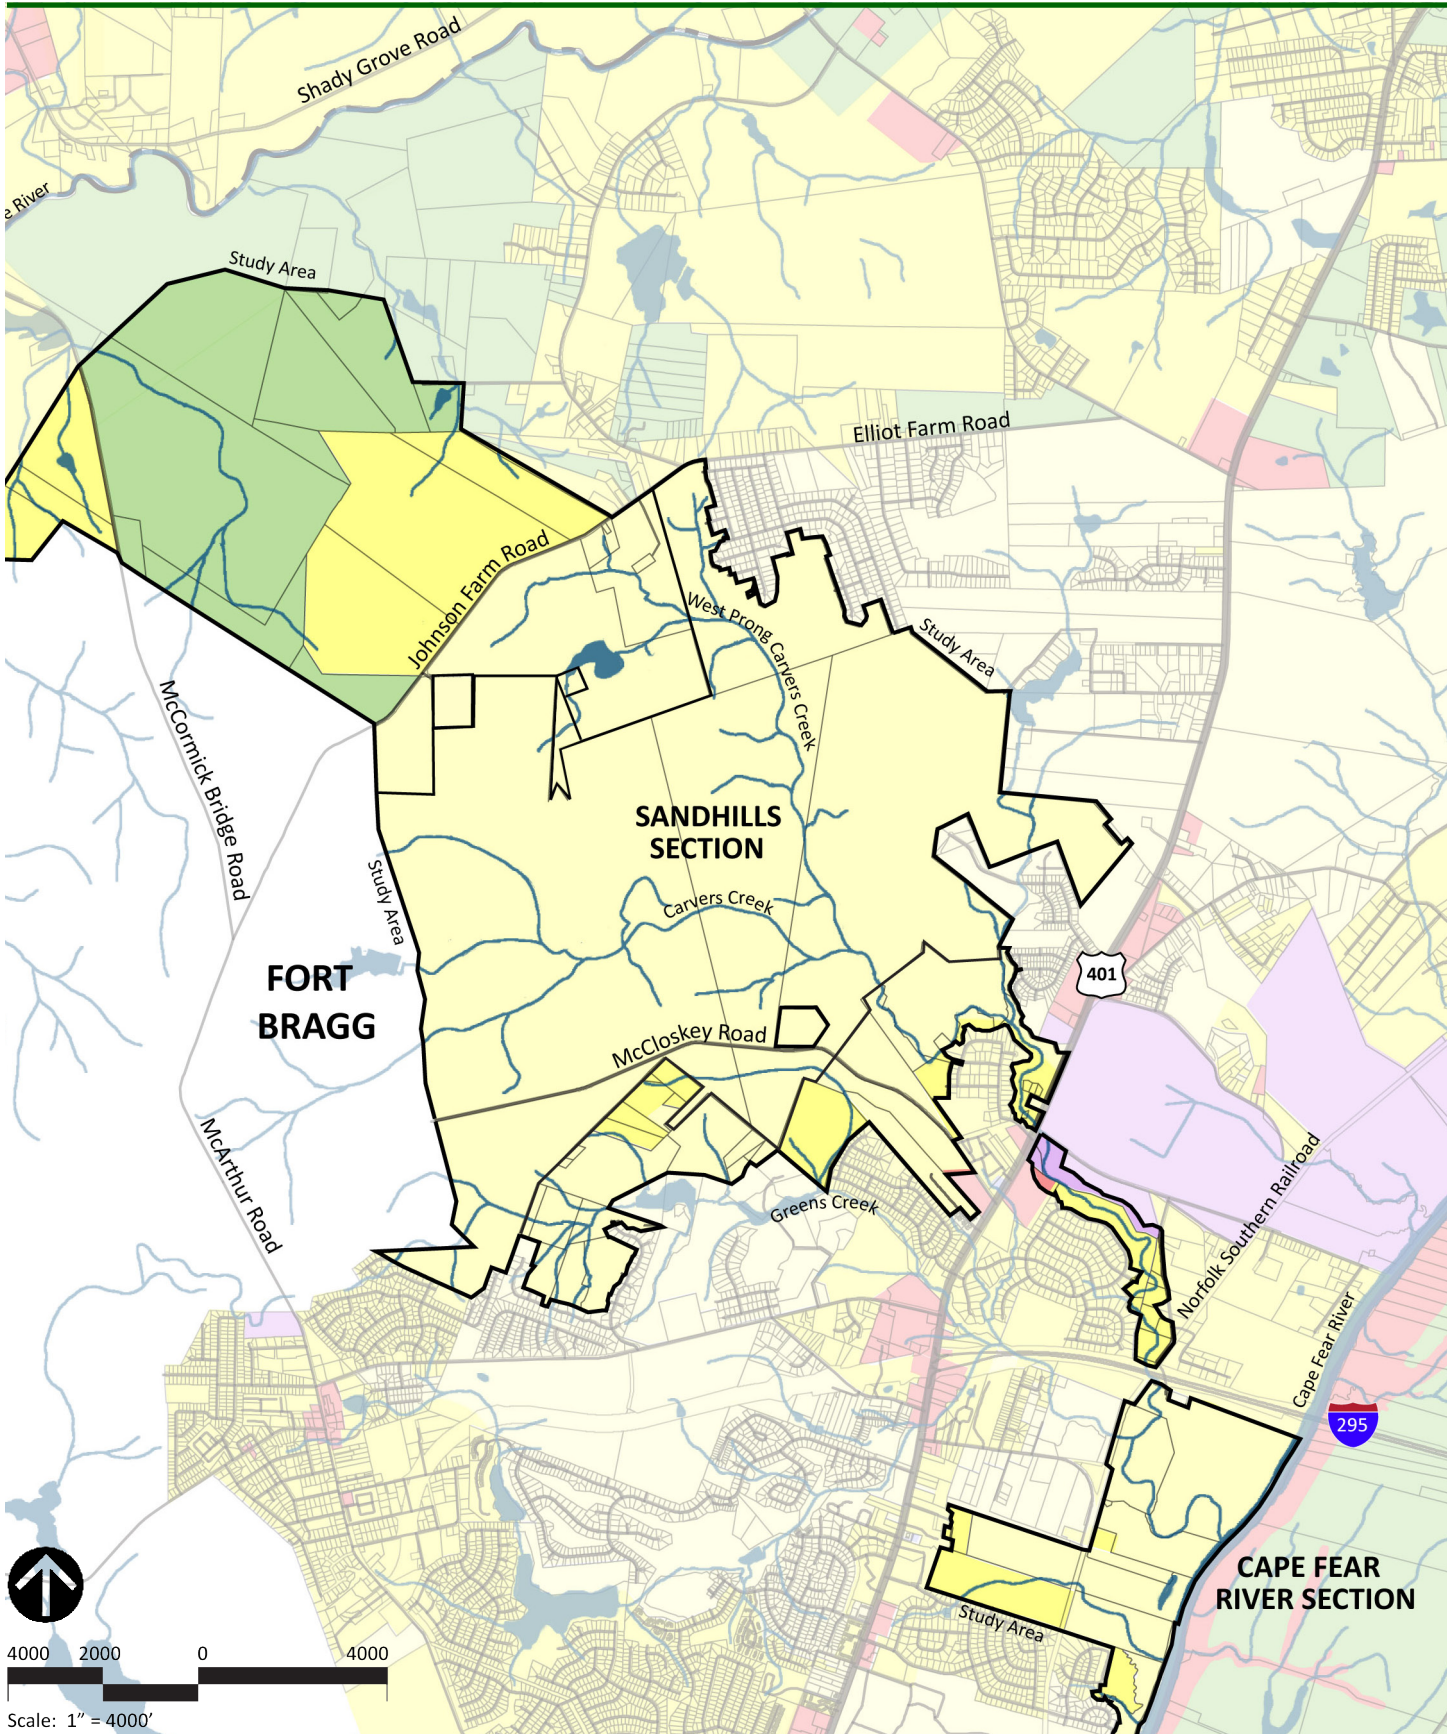 Shady Grove Road
e River
Study Area
Elliot Farm Road
Johnson Farm Road
West Prong Carvers Creek
Study Area
McCormick Bridge Road
SANDHILLS
SECTION
Study Area
Carvers Creek
FORT
BRAGG
401
McCloskey Road
McArthur Road
Greens Creek
Norfolk Southern Railroad
Cape Fear River
295
CAPE FEAR
RIVER SECTION
Study Area
4000 2000 0 4000
Scale: 1” = 4000’